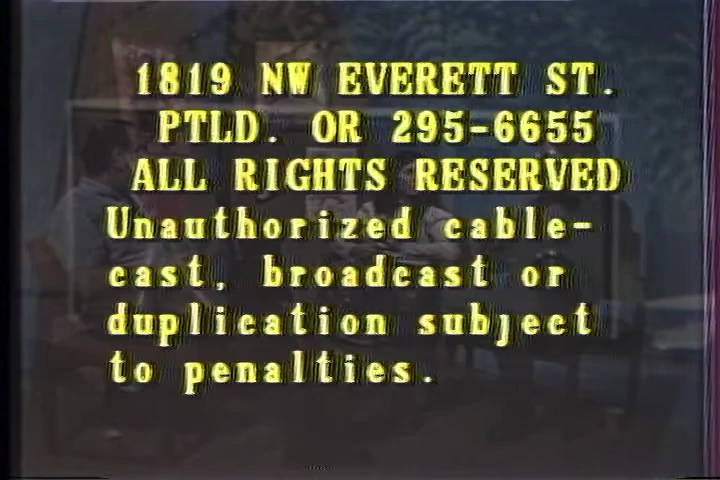 1819 NW EVERETT ST.
PTLD. OR 295-6655
ALL RIGHTS RESERVED
Unauthorized cable-
cast, broadcast or
duplication subject
to penalties.